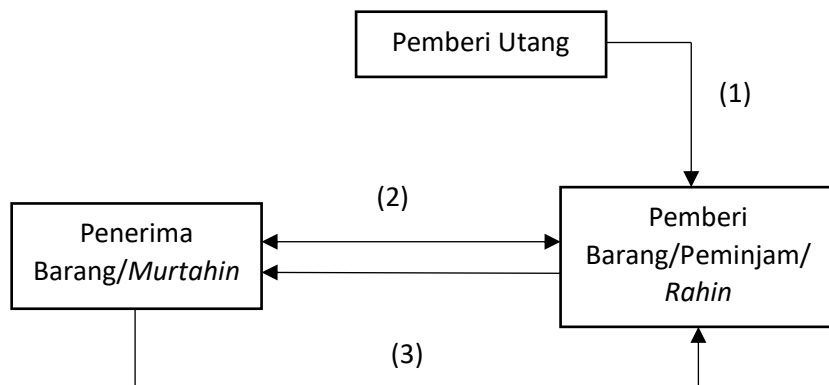 Pemberi Utang
(1)
(2)
Penerima
Barang/Murtahin
Pemberi
Barang/Peminjam/
Rahin
(3)